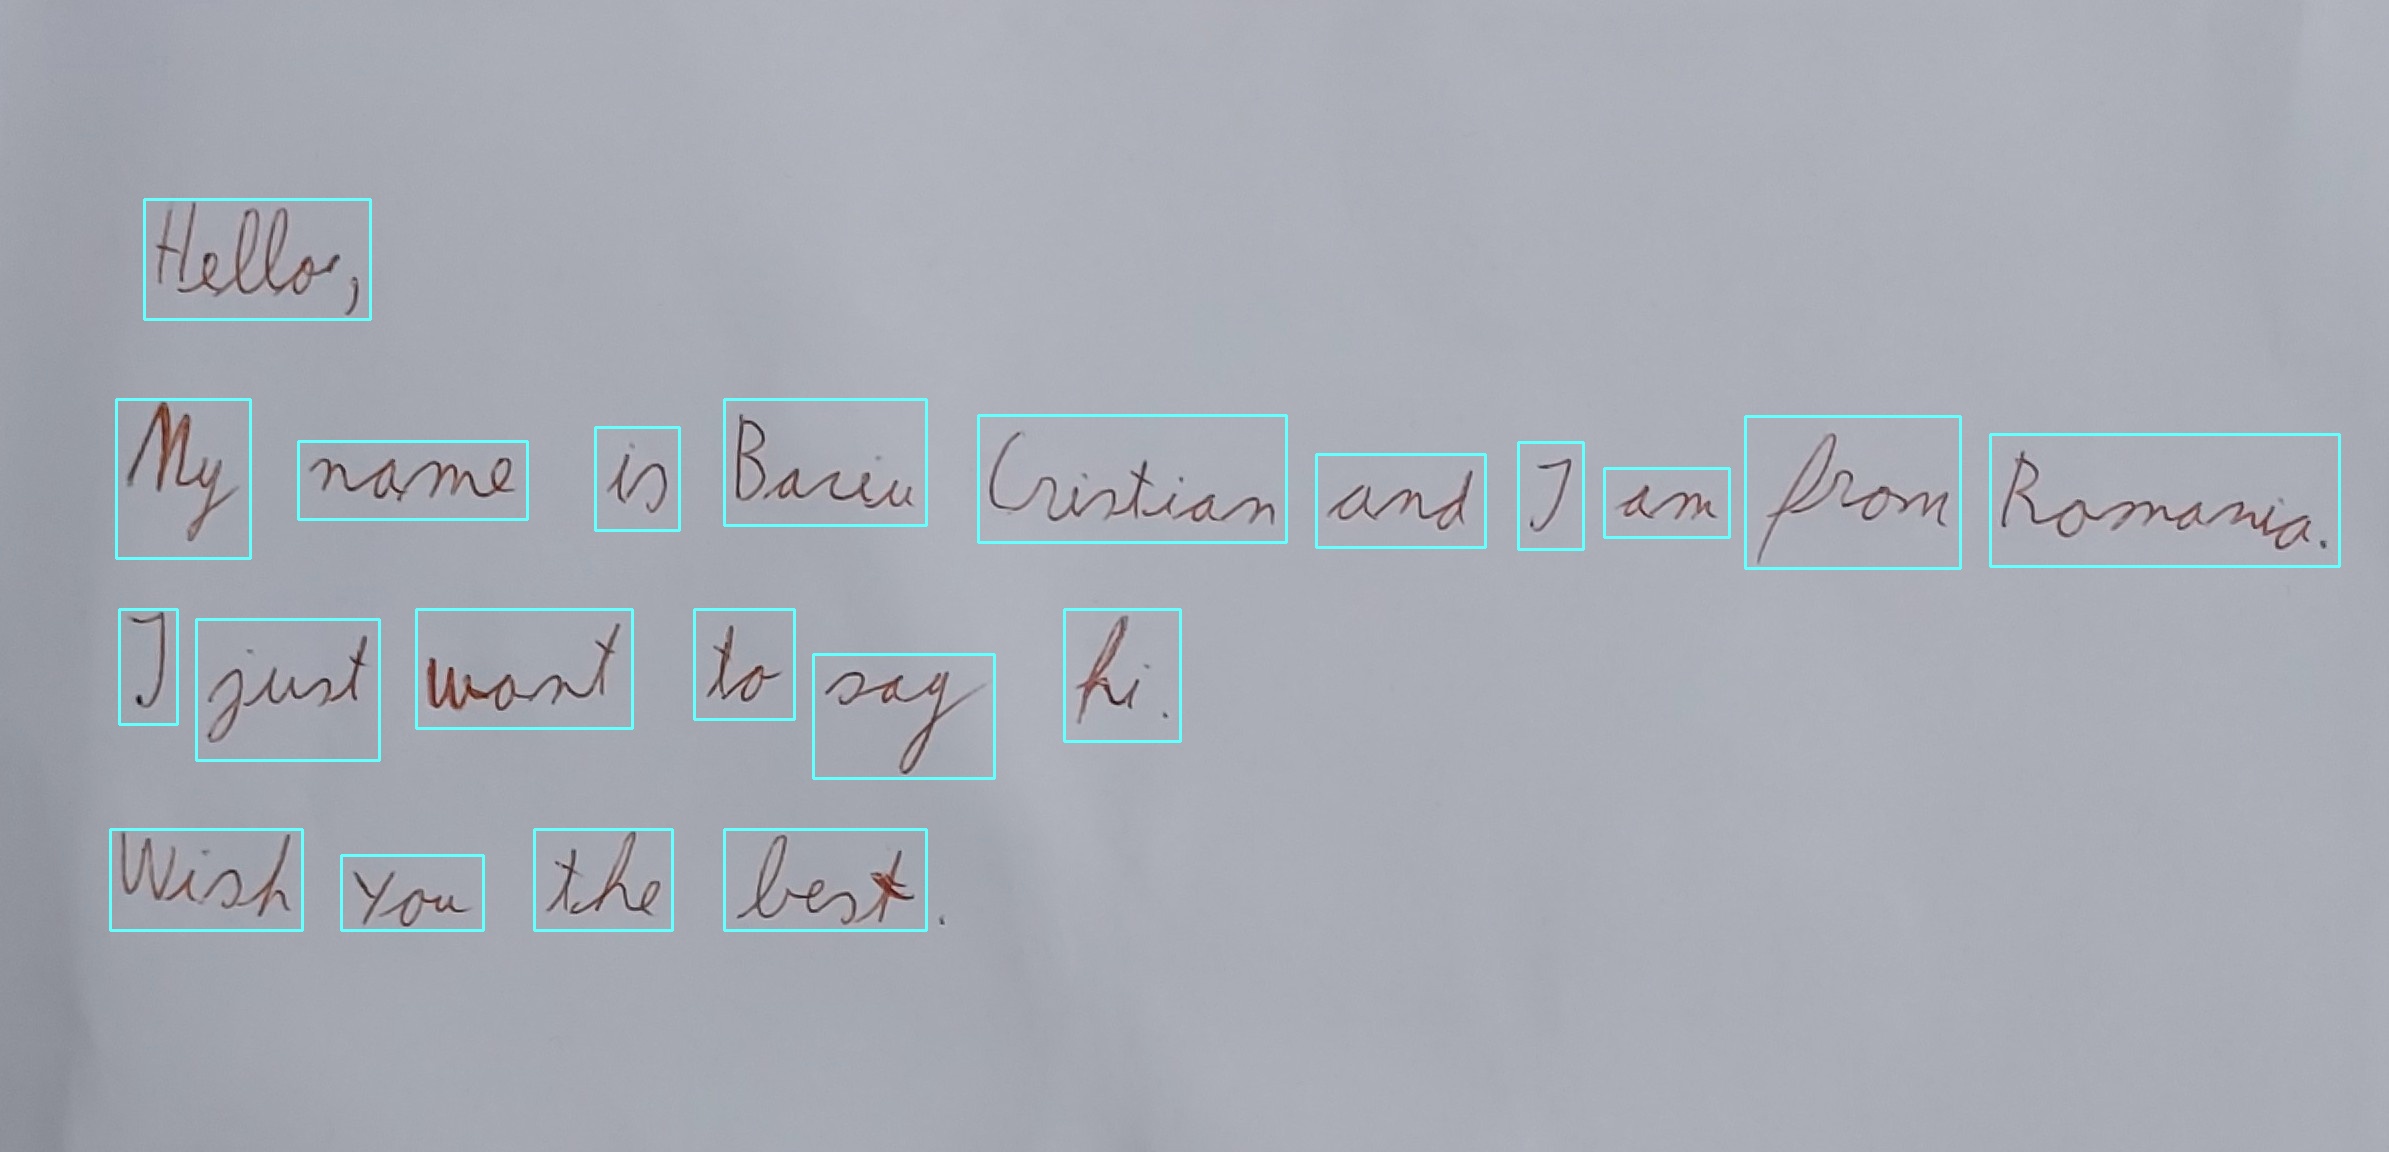 Hello,
My name is Baciu Cristian and I am from Romania.
I just want to say hi.
Wish you the best.